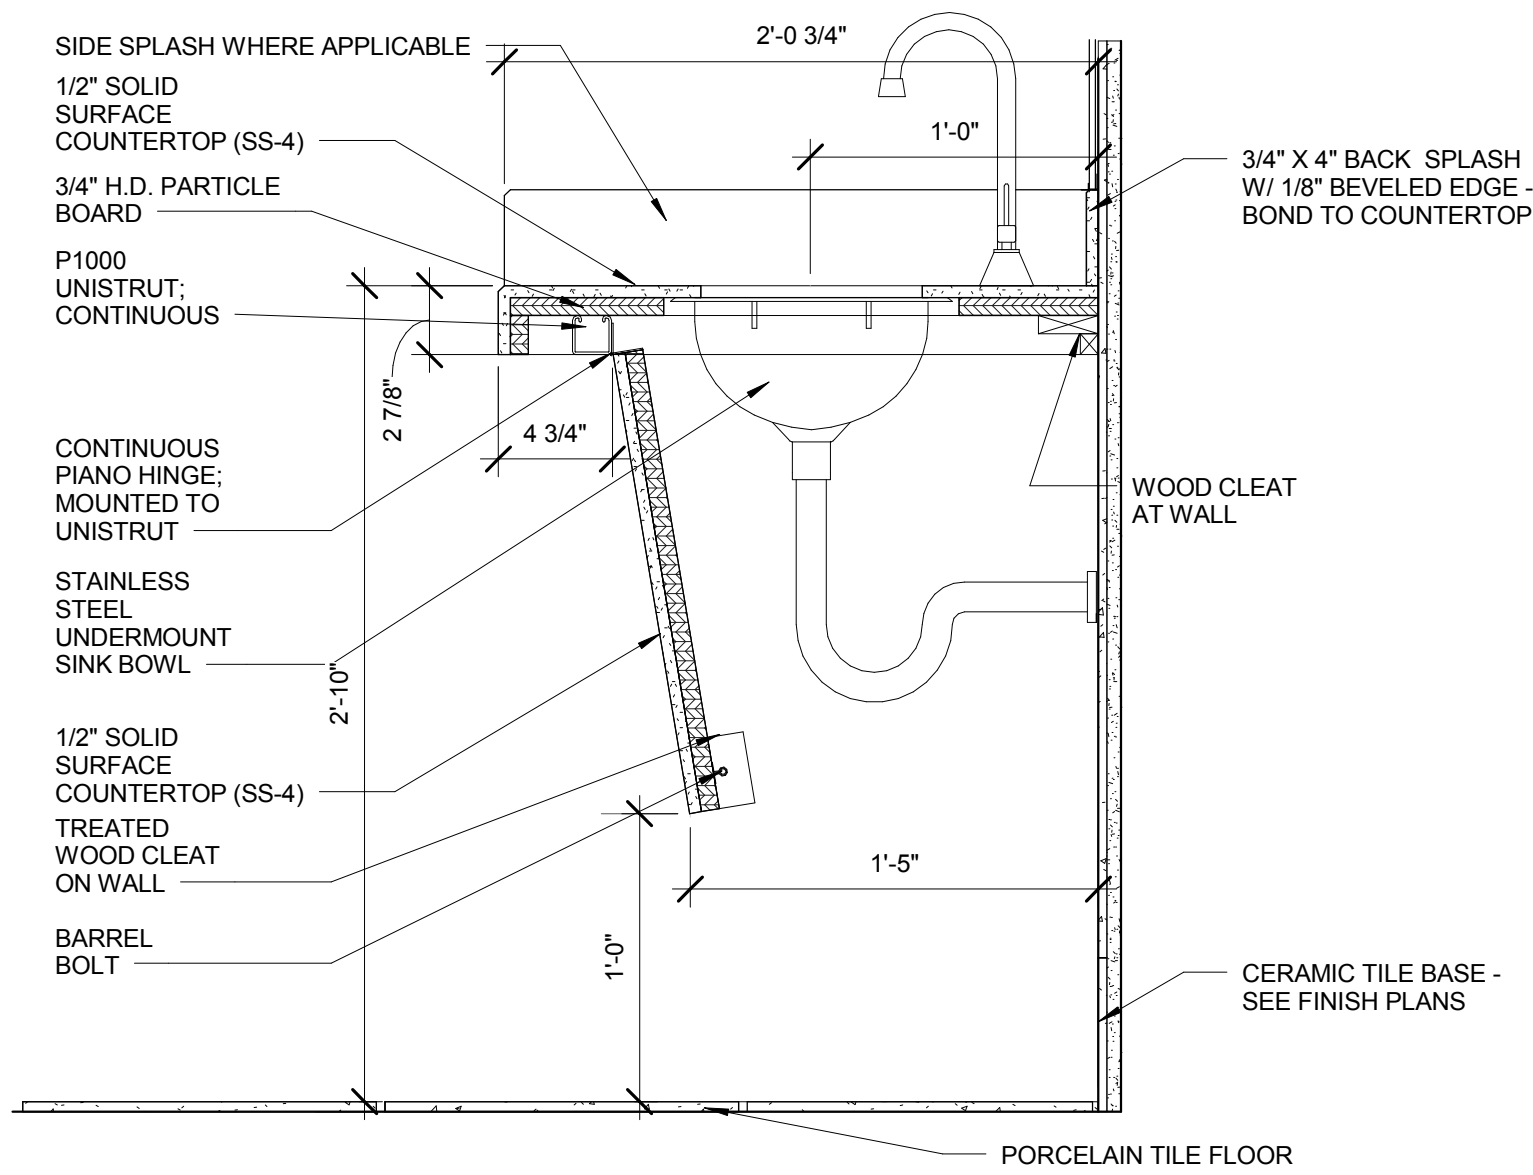 SIDE SPLASH WHERE APPLICABLE
1/2" SOLID
SURFACE
COUNTERTOP (SS-4)
3/4" H.D. PARTICLE
BOARD
P1000
UNISTRUT;
CONTINUOUS
CONTINUOUS
PIANO HINGE;
MOUNTED TO
UNISTRUT
STAINLESS
STEEL
UNDERMOUNT
SINK BOWL
1/2" SOLID
SURFACE
COUNTERTOP (SS-4)
TREATED
WOOD CLEAT
ON WALL
BARREL
BOLT
2'-0 3/4"
1'-0"
2 7/8"
4 3/4"
2'-10"
1'-5"
1'-0"
3/4" X 4" BACK SPLASH
W/ 1/8" BEVELED EDGE -
BOND TO COUNTERTOP
WOOD CLEAT
AT WALL
CERAMIC TILE BASE -
SEE FINISH PLANS
PORCELAIN TILE FLOOR